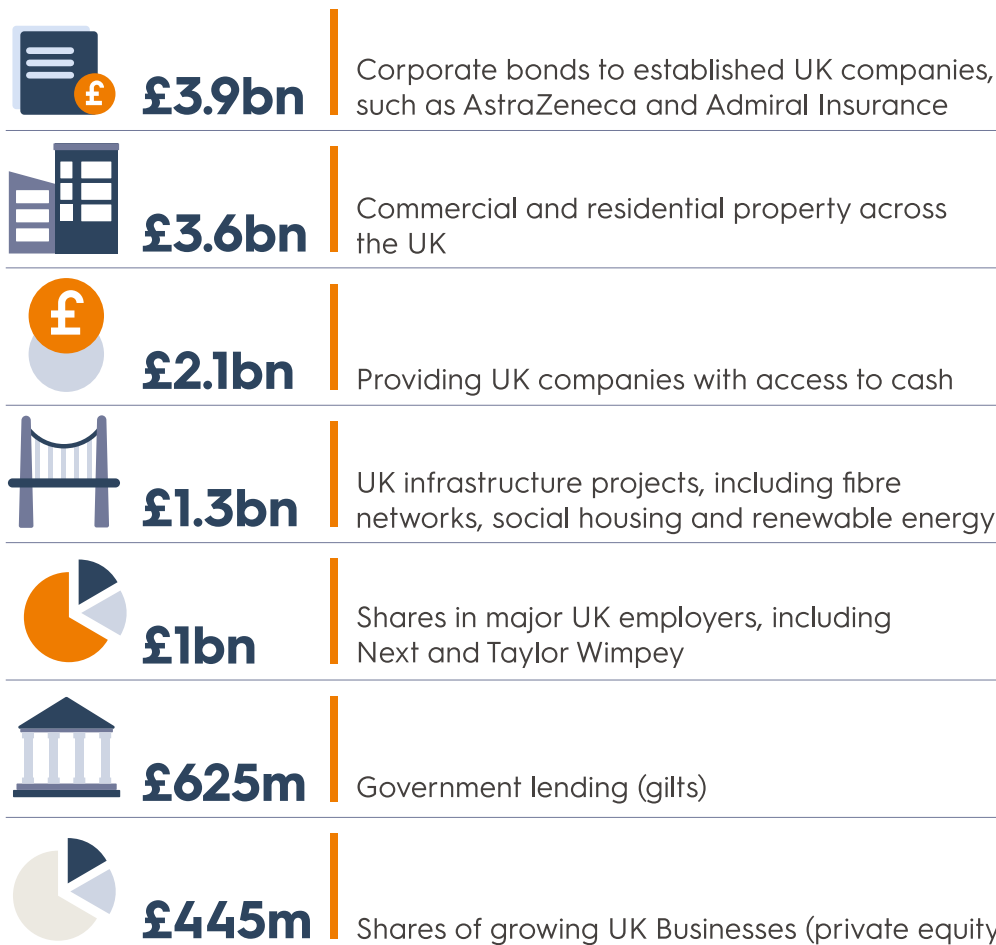 £3.9bn
Corporate bonds to established UK companies,
such as AstraZeneca and Admiral Insurance
£3.6bn
Commercial and residential property across
the UK
£
£2.1bn
Providing UK companies with access to cash
£1.3bn
UK infrastructure projects, including fibre
networks, social housing and renewable energy
£1bn
Shares in major UK employers, including
Next and Taylor Wimpey
£625m
Government lending (gilts)
£445m
Shares of growing UK Businesses (private equity